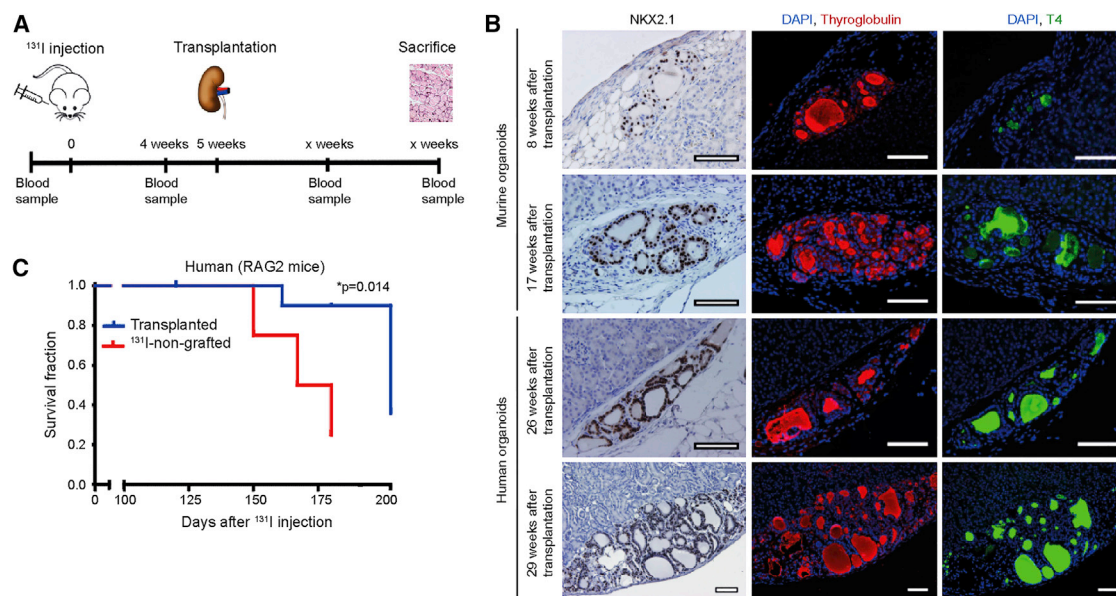 A
131I injection
Transplantation
Sacrifice
0
4 weeks
5 weeks
x weeks
x weeks
Blood
sample
Blood
sample
Blood
sample
Blood
sample
B
NKX2.1
DAPI, Thyroglobulin
DAPI, T4
Murine organoids
8 weeks after
transplantation
17 weeks after
transplantation
Human organoids
26 weeks after
transplantation
29 weeks after
transplantation
C
Human (RAG2 mice)
*p=0.014
Transplanted
131I-non-grafted
Survival fraction
1.0
0.8
0.6
0.4
0.2
0.0
0
100
125
150
175
200
Days after 131I injection